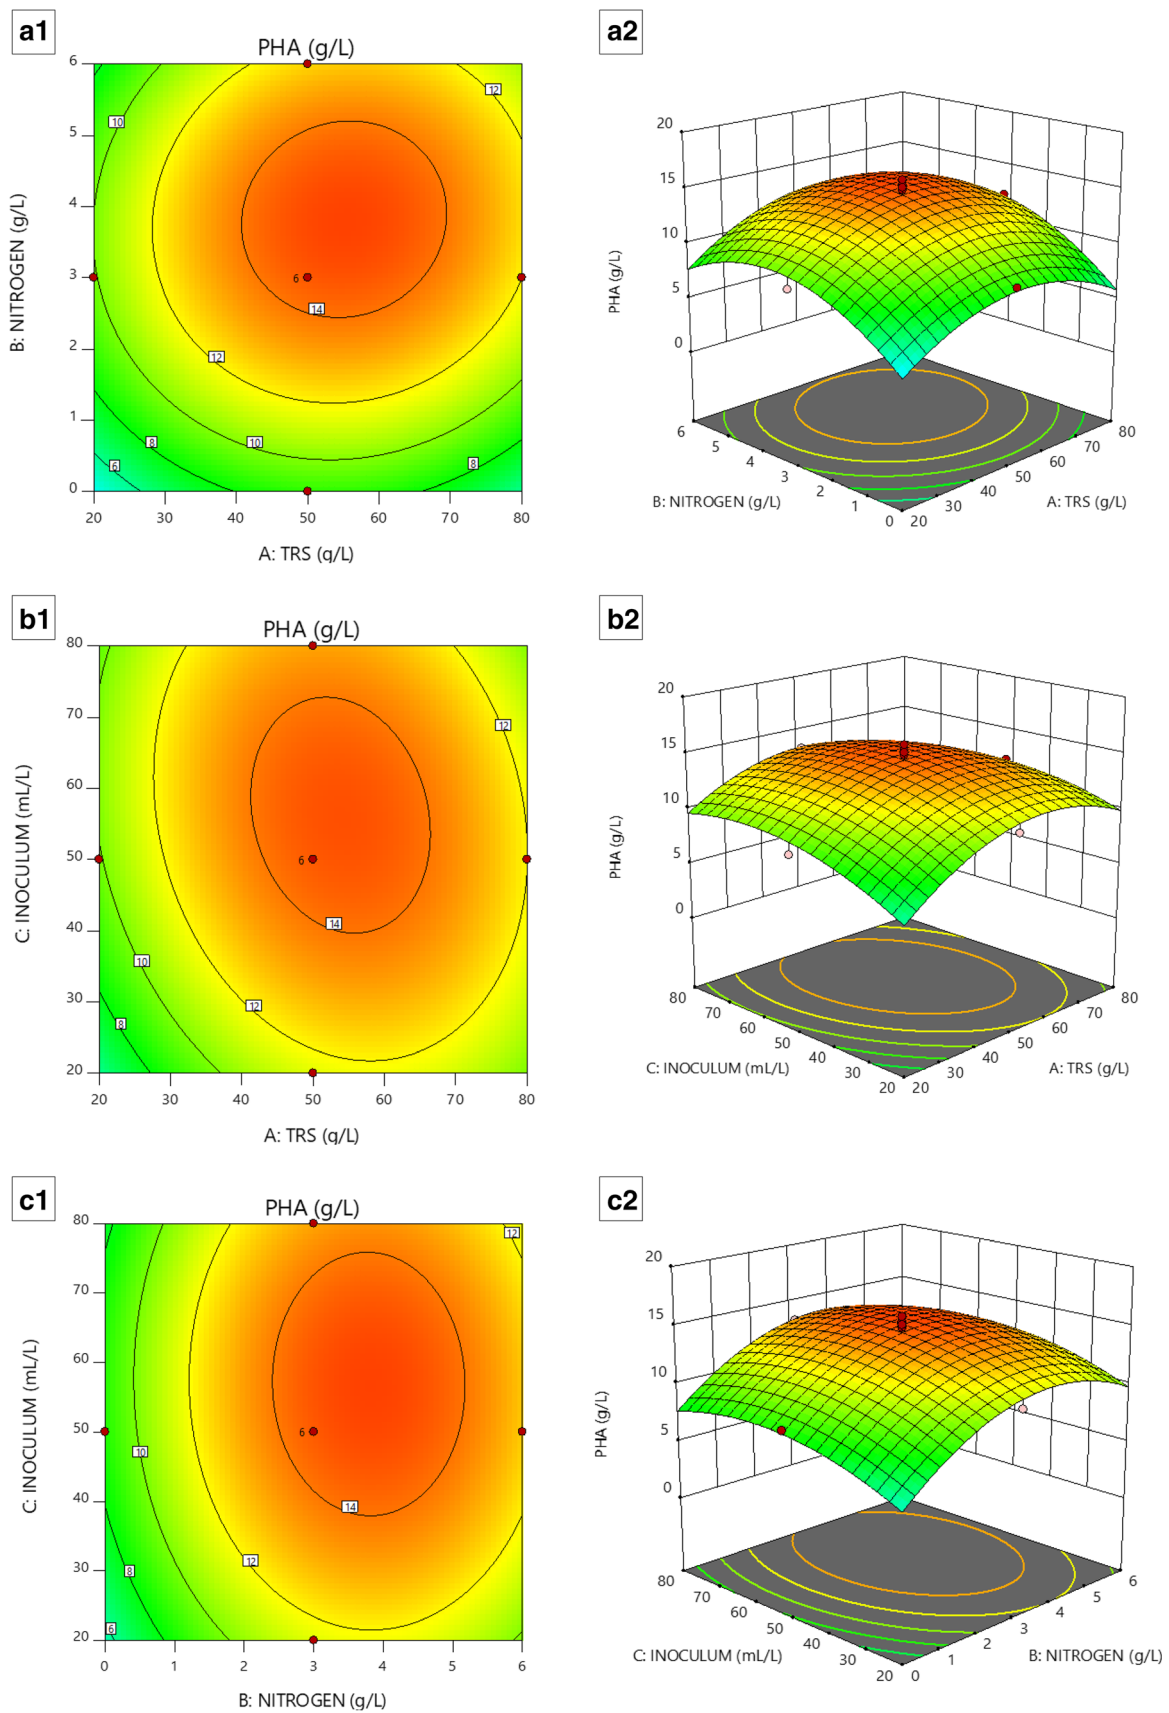 a1
PHA (g/L)
6
5
4
3
2
1
0
B: NITROGEN (g/L)
12
10
6
14
12
8
10
8
6
20 30 40 50 60 70 80
A: TRS (g/L)
a2
20
15
10
5
0
PHA (g/L)
6 5 4 3 2 1 0
B: NITROGEN (g/L)
20 30 40 50 60 70 80
A: TRS (g/L)
b1
PHA (g/L)
80
70
60
50
40
30
20
C: INOCULUM (mL/L)
12
6
14
10
12
8
20 30 40 50 60 70 80
A: TRS (g/L)
b2
20
15
10
5
0
PHA (g/L)
80 70 60 50 40 30 20
C: INOCULUM (mL/L)
20 30 40 50 60 70 80
A: TRS (g/L)
c1
PHA (g/L)
80
70
60
50
40
30
20
C: INOCULUM (mL/L)
12
6
10
14
12
8
6
0 1 2 3 4 5 6
B: NITROGEN (g/L)
c2
20
15
10
5
0
PHA (g/L)
80 70 60 50 40 30 20
C: INOCULUM (mL/L)
0 1 2 3 4 5 6
B: NITROGEN (g/L)